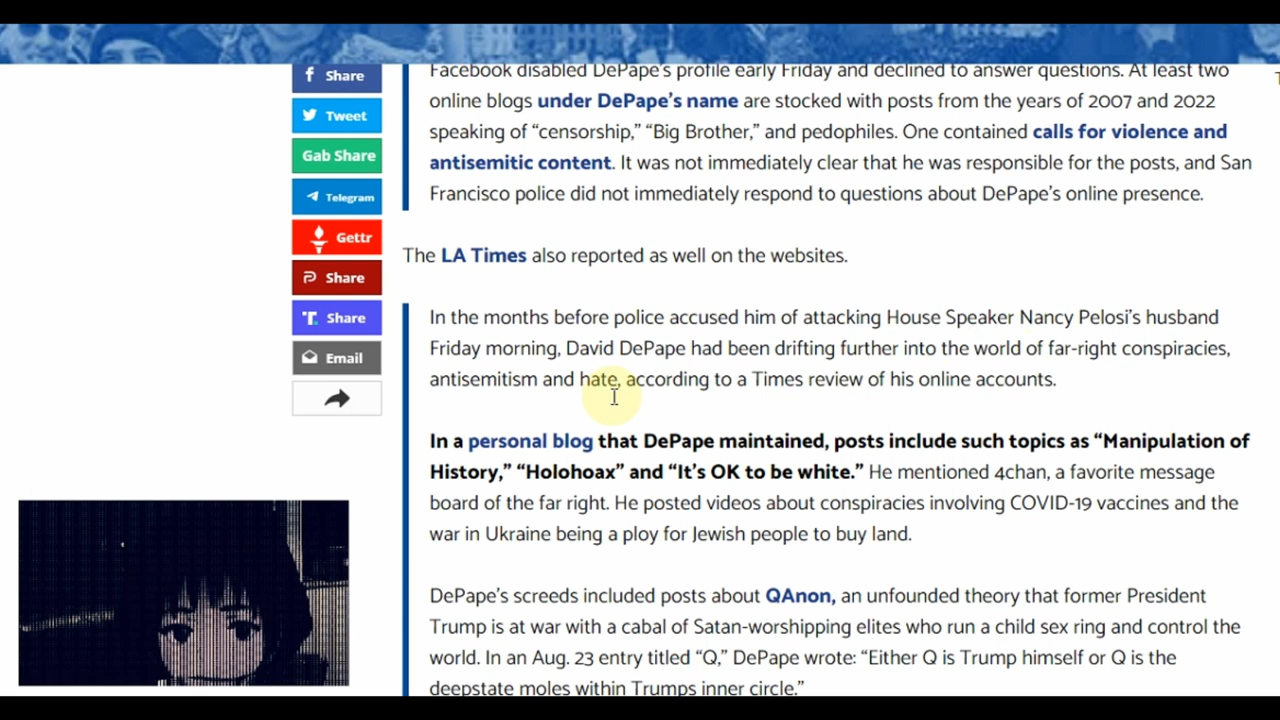 Share
Tweet
Gab Share
Telegram
Gettr
Share
Share
Email
Facebook disabled DePape's profile early Friday and declined to answer questions. At least two
online blogs under DePape's name are stocked with posts from the years of 2007 and 2022
speaking of “censorship,” “Big Brother,” and pedophiles. One contained calls for violence and
antisemitic content. It was not immediately clear that he was responsible for the posts, and San
Francisco police did not immediately respond to questions about DePape's online presence.
The LA Times also reported as well on the websites.
In the months before police accused him of attacking House Speaker Nancy Pelosi's husband
Friday morning, David DePape had been drifting further into the world of far-right conspiracies,
antisemitism and hate, according to a Times review of his online accounts.
In a personal blog that DePape maintained, posts include such topics as “Manipulation of
History,” “Holohoax” and “It's OK to be white.” He mentioned 4chan, a favorite message
board of the far right. He posted videos about conspiracies involving COVID-19 vaccines and the
war in Ukraine being a ploy for Jewish people to buy land.
DePape's screeds included posts about QAnon, an unfounded theory that former President
Trump is at war with a cabal of Satan-worshipping elites who run a child sex ring and control the
world. In an Aug. 23 entry titled “Q,” DePape wrote: “Either Q is Trump himself or Q is the
deepstate moles within Trumps inner circle.”